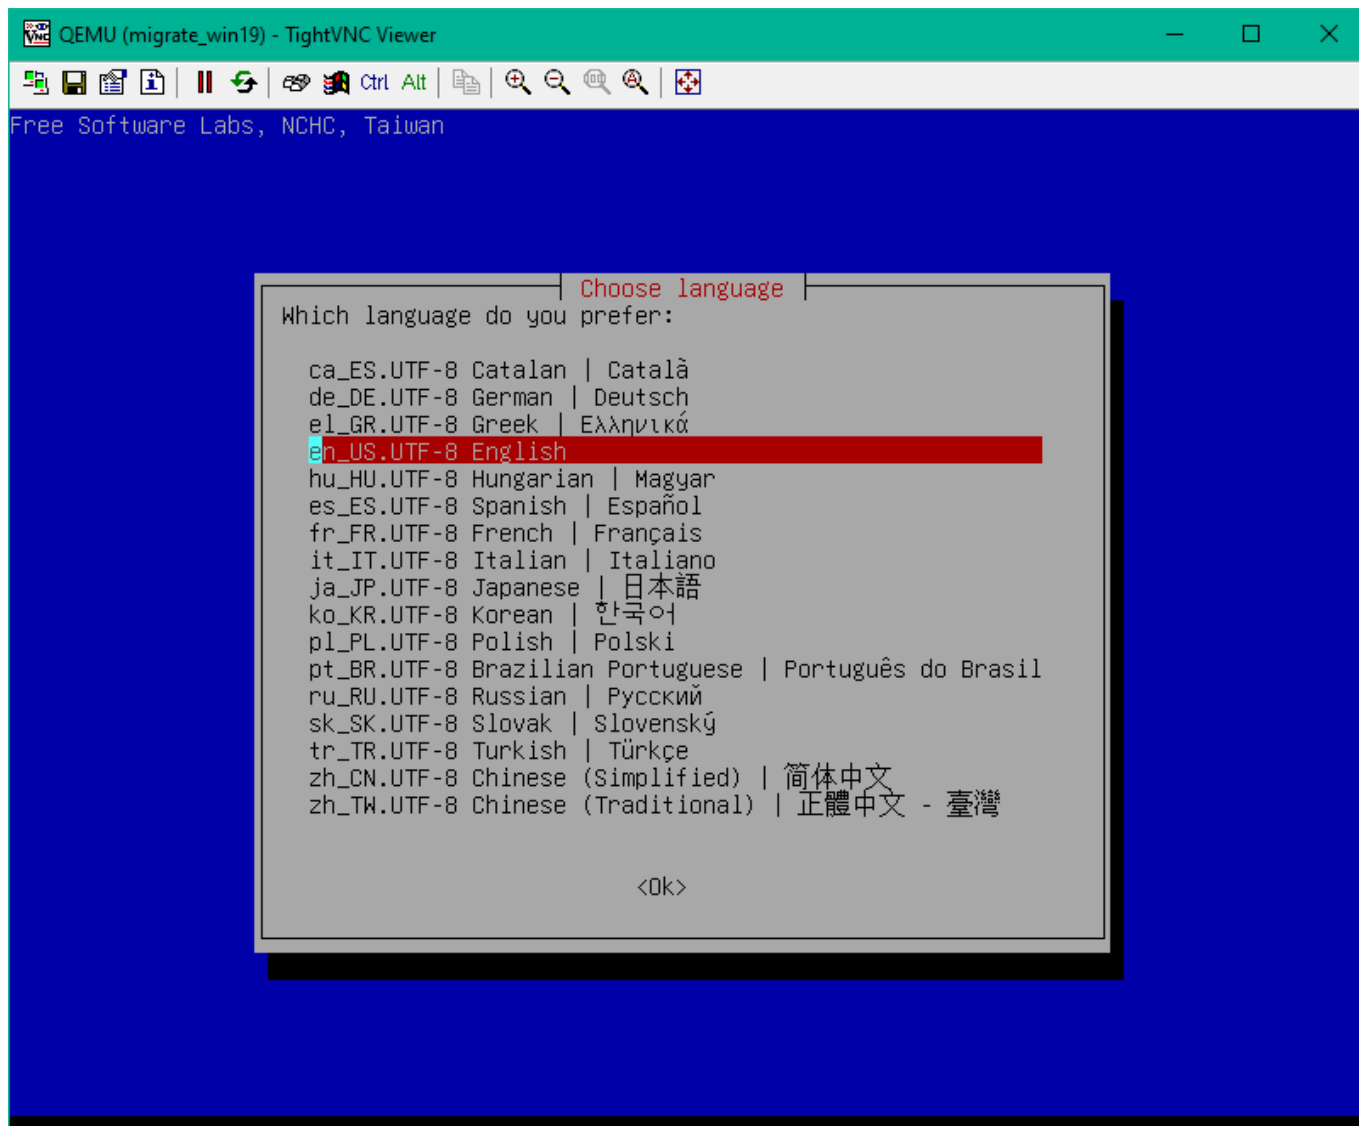 QEMU (migrate_win19) - TightVNC Viewer
Ctrl Alt
Free Software Labs, NCHC, Taiwan
Choose language
Which language do you prefer:
ca_ES.UTF-8 Catalan | Català
de_DE.UTF-8 German | Deutsch
el_GR.UTF-8 Greek | Ελληνικά
en_US.UTF-8 English
hu_HU.UTF-8 Hungarian | Magyar
es_ES.UTF-8 Spanish | Español
fr_FR.UTF-8 French | Français
it_IT.UTF-8 Italian | Italiano
ja_JP.UTF-8 Japanese | 日本語
ko_KR.UTF-8 Korean | 한국어
pl_PL.UTF-8 Polish | Polski
pt_BR.UTF-8 Brazilian Portuguese | Português do Brasil
ru_RU.UTF-8 Russian | Русский
sk_SK.UTF-8 Slovak | Slovenský
tr_TR.UTF-8 Turkish | Türkçe
zh_CN.UTF-8 Chinese (Simplified) | 简体中文
zh_TW.UTF-8 Chinese (Traditional) | 正體中文 - 臺灣
<Ok>